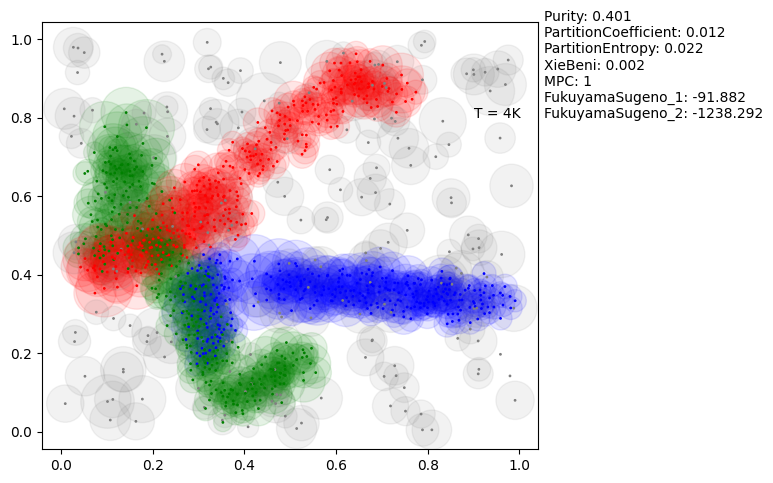 Purity: 0.401
PartitionCoefficient: 0.012
PartitionEntropy: 0.022
XieBeni: 0.002
MPC: 1
FukuyamaSugeno_1: -91.882
FukuyamaSugeno_2: -1238.292
T = 4K
1.0
0.8
0.6
0.4
0.2
0.0
0.0 0.2 0.4 0.6 0.8 1.0